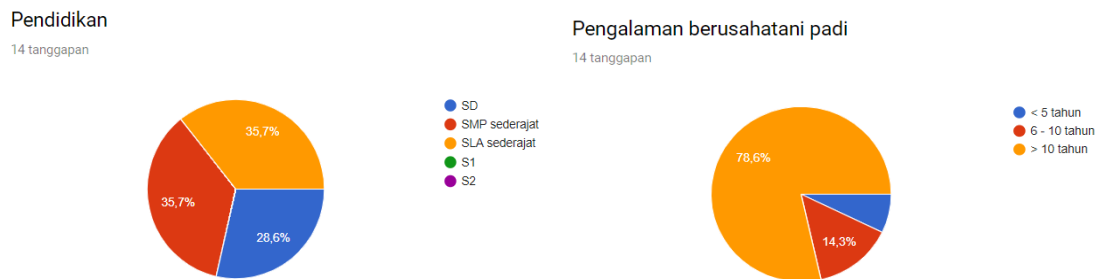 Pendidikan
14 tanggapan
35,7%
35,7%
28,6%
SD
SMP sederajat
SLA sederajat
S1
S2
Pengalaman berusahatani padi
14 tanggapan
78,6%
14,3%
< 5 tahun
6 - 10 tahun
> 10 tahun